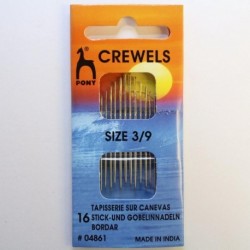 CREWELS
PONY
SIZE 3/9
TAPISSERIE SUR CANEVAS
16 STICK-UND GOBELINNADELN
BORDAR
# 04861 MADE IN INDIA